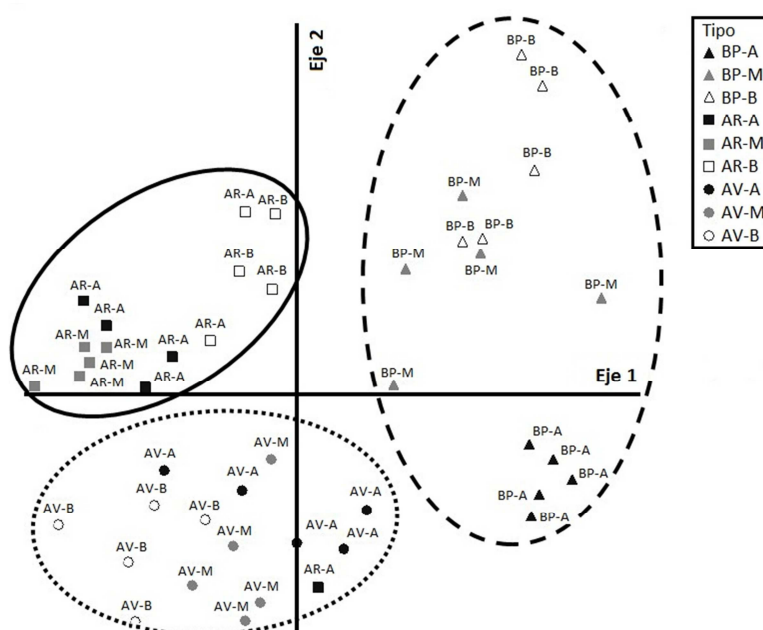 Eje 2
BP-B
BP-B
BP-B
BP-M
BP-B
BP-B
BP-M
BP-M
BP-M
BP-M
Eje 1
BP-A
BP-A
BP-A
BP-A
BP-A
AR-A
AR-B
AR-B
AR-B
AR-A
AR-A
AR-A
AR-M
AR-M
AR-A
AR-M
AR-M
AR-M
AR-A
AV-A
AV-M
AV-A
AV-B
AV-B
AV-B
AV-A
AV-M
AV-A
AV-A
AV-B
AV-M
AR-A
AV-M
AV-B
AV-M
Tipo
BP-A
BP-M
BP-B
AR-A
AR-M
AR-B
AV-A
AV-M
AV-B